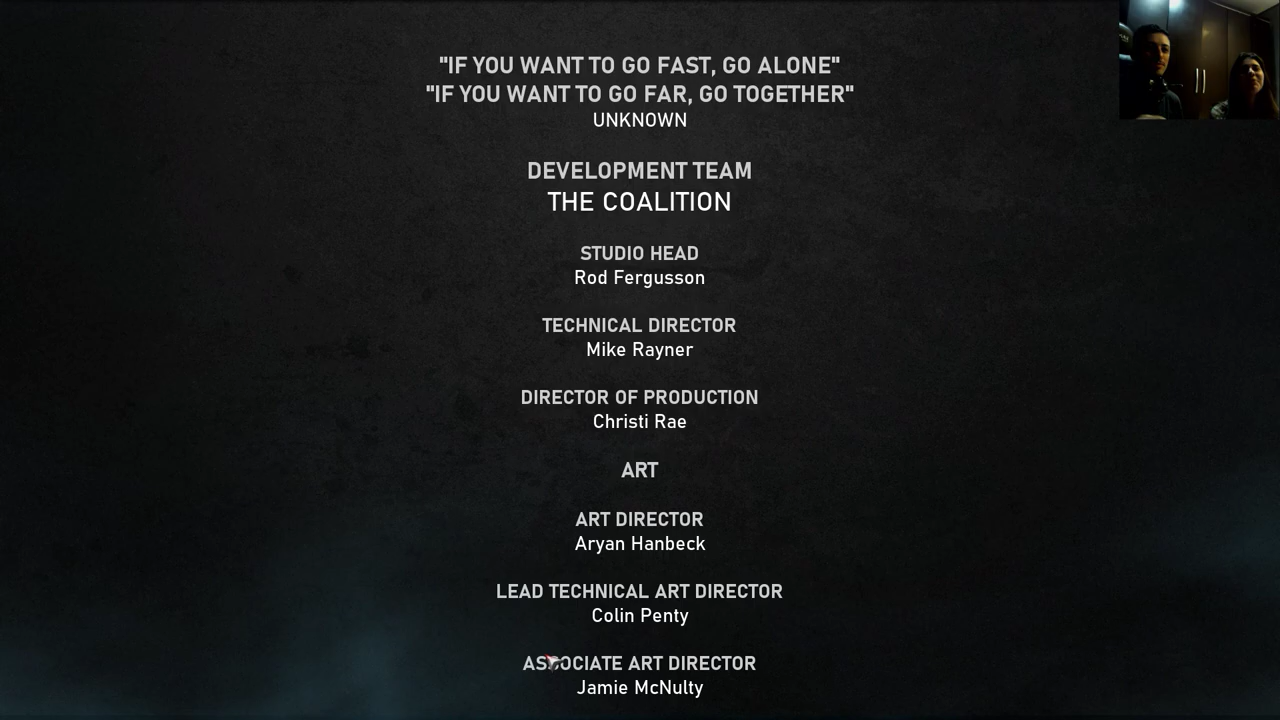 "IF YOU WANT TO GO FAST, GO ALONE"
"IF YOU WANT TO GO FAR, GO TOGETHER"
UNKNOWN
DEVELOPMENT TEAM
THE COALITION
STUDIO HEAD
Rod Fergusson
TECHNICAL DIRECTOR
Mike Rayner
DIRECTOR OF PRODUCTION
Christi Rae
ART
ART DIRECTOR
Aryan Hanbeck
LEAD TECHNICAL ART DIRECTOR
Colin Penty
ASSOCIATE ART DIRECTOR
Jamie McNulty